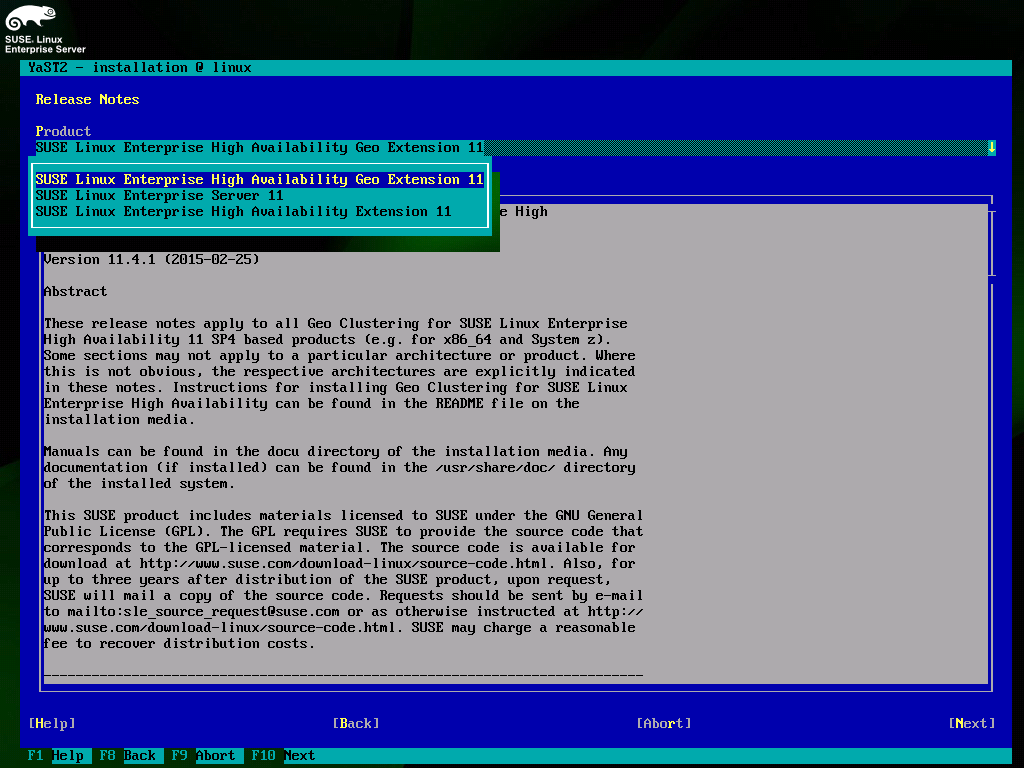 SUSE. Linux
Enterprise Server
YaST2 - installation @ linux
Release Notes
Product
SUSE Linux Enterprise High Availability Geo Extension 11
SUSE Linux Enterprise High Availability Geo Extension 11
SUSE Linux Enterprise Server 11
SUSE Linux Enterprise High Availability Extension 11
e High
Version 11.4.1 (2015-02-25)
Abstract
These release notes apply to all Geo Clustering for SUSE Linux Enterprise
High Availability 11 SP4 based products (e.g. for x86_64 and System z).
Some sections may not apply to a particular architecture or product. Where
this is not obvious, the respective architectures are explicitly indicated
in these notes. Instructions for installing Geo Clustering for SUSE Linux
Enterprise High Availability can be found in the README file on the
installation media.
Manuals can be found in the docu directory of the installation media. Any
documentation (if installed) can be found in the /usr/share/doc/ directory
of the installed system.
This SUSE product includes materials licensed to SUSE under the GNU General
Public License (GPL). The GPL requires SUSE to provide the source code that
corresponds to the GPL-licensed material. The source code is available for
download at http://www.suse.com/download-linux/source-code.html. Also, for
up to three years after distribution of the SUSE product, upon request,
SUSE will mail a copy of the source code. Requests should be sent by e-mail
to mailto:sle_source_request@suse.com or as otherwise instructed at http://
www.suse.com/download-linux/source-code.html. SUSE may charge a reasonable
fee to recover distribution costs.
[Help] [Back] [Abort] [Next]
F1 Help F8 Back F9 Abort F10 Next